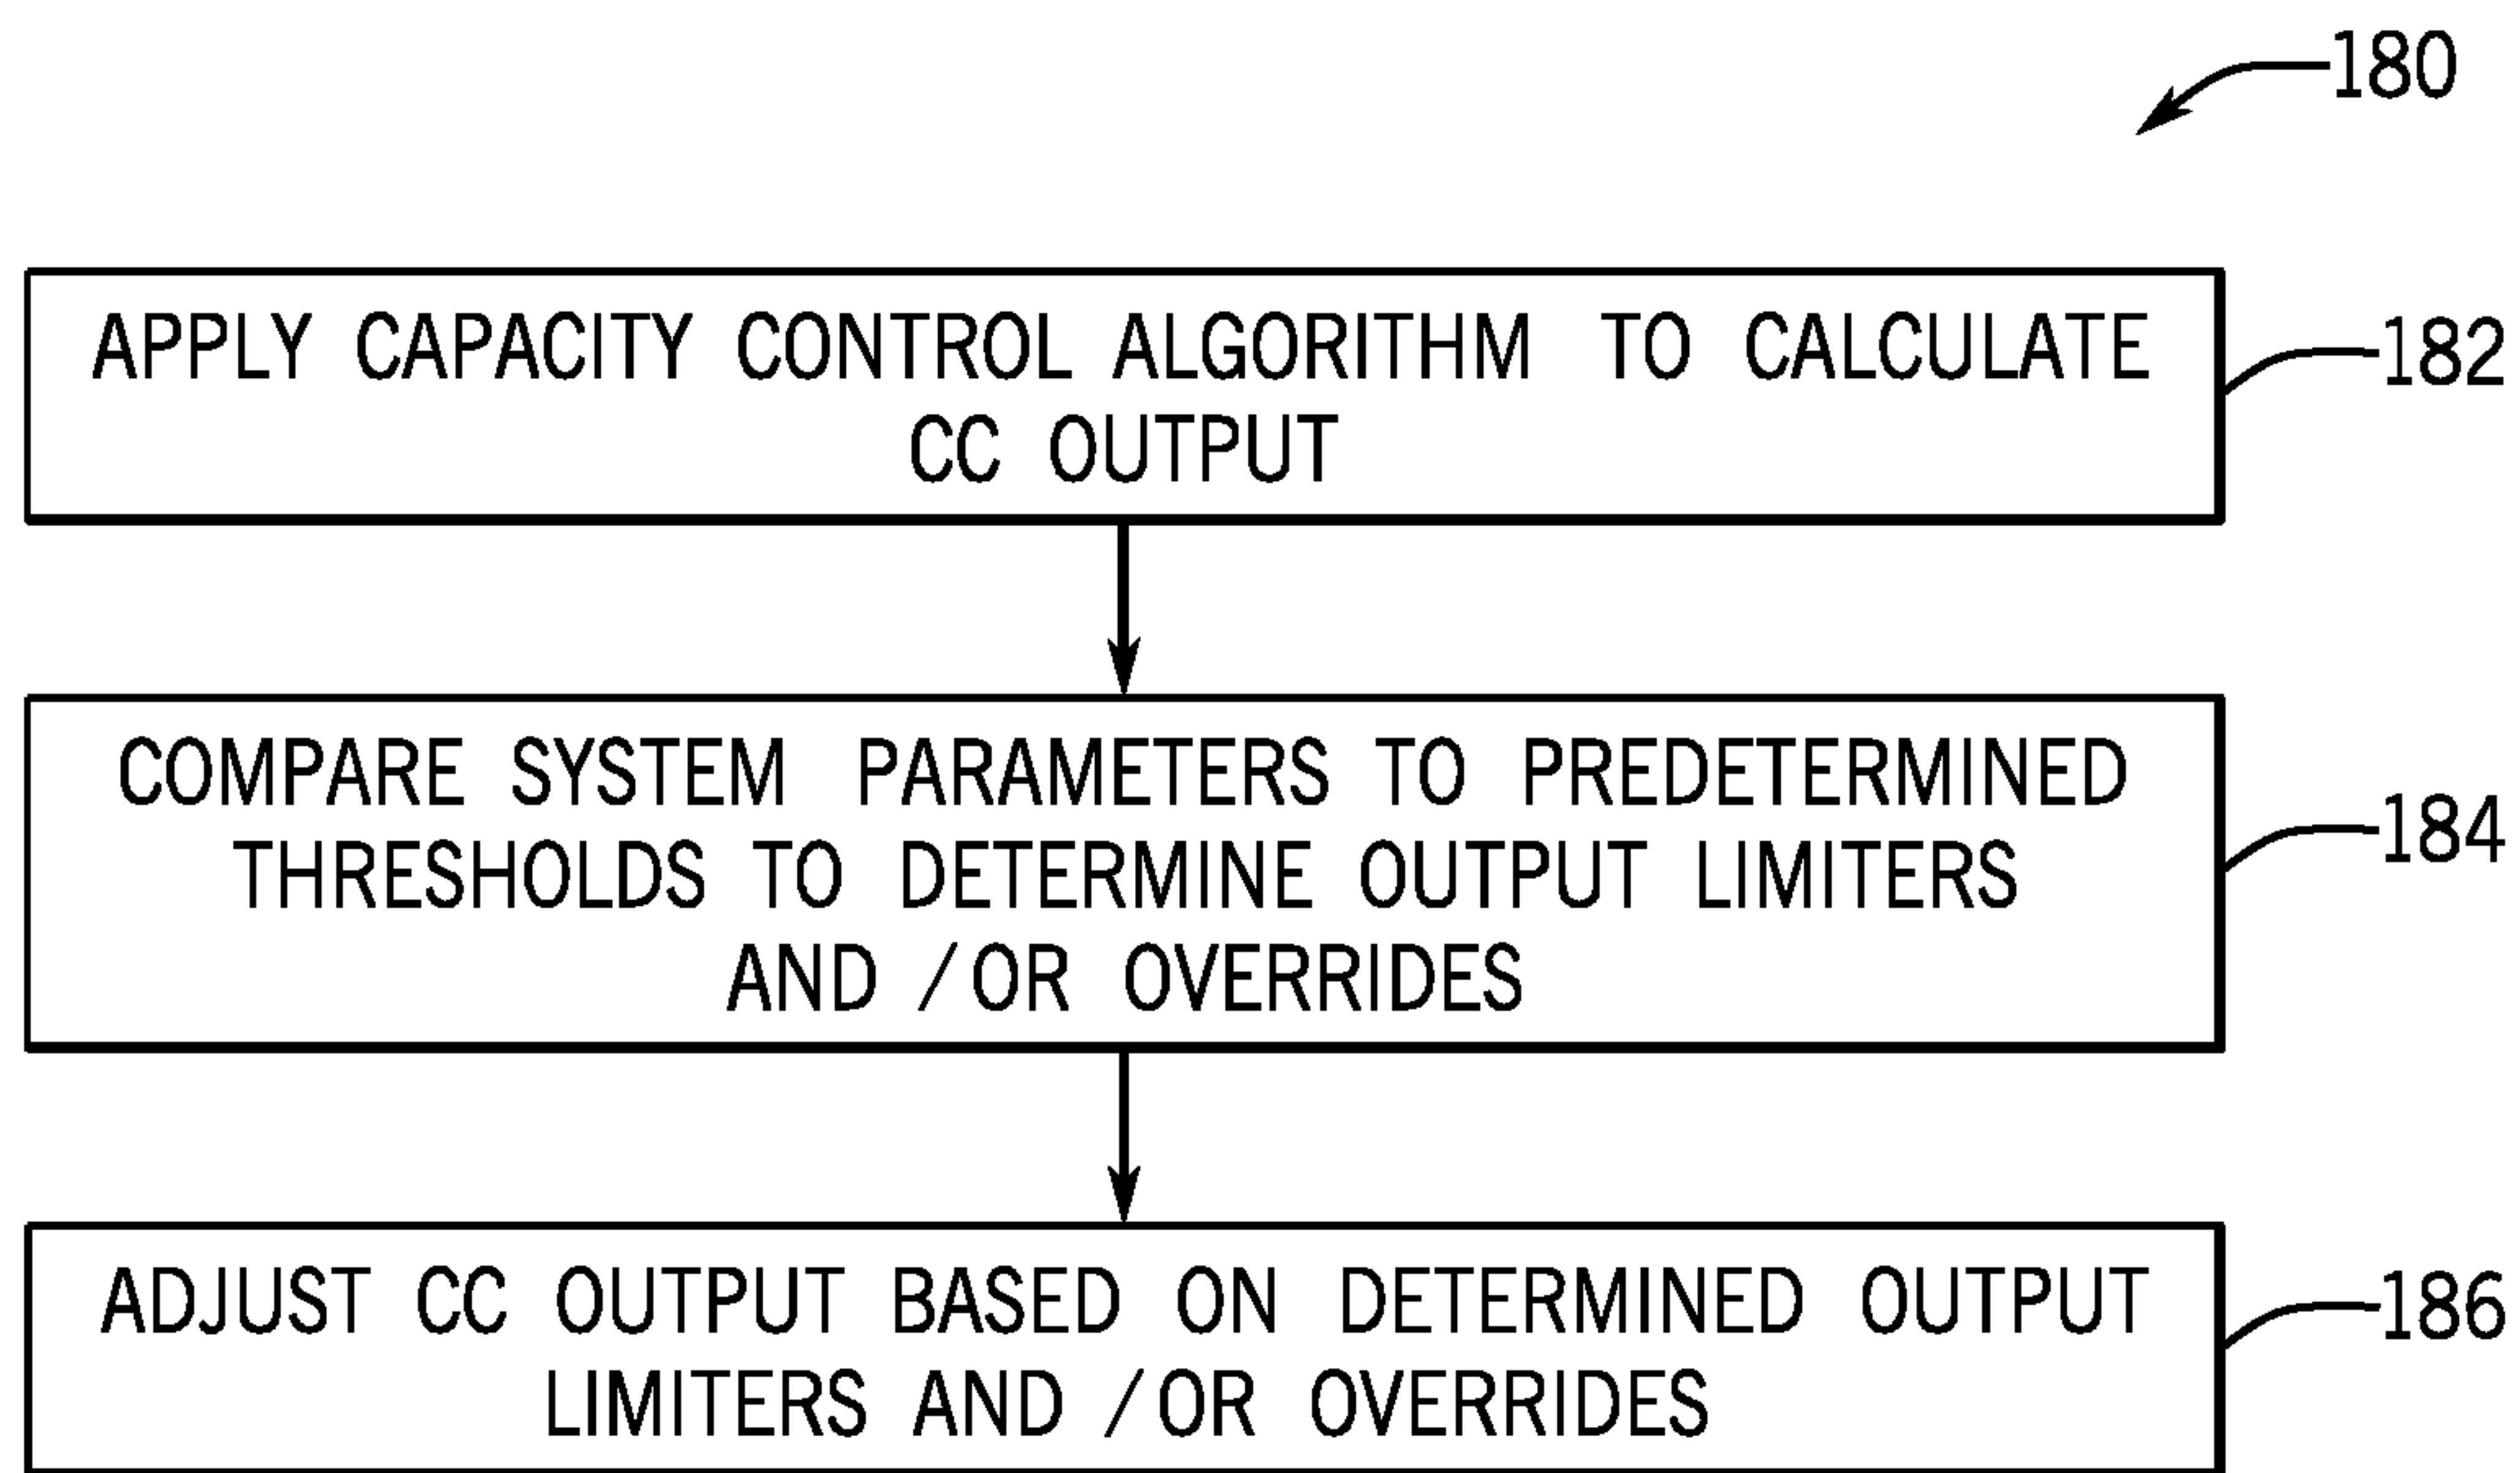 180
APPLY CAPACITY CONTROL ALGORITHM TO CALCULATE
CC OUTPUT
182
COMPARE SYSTEM PARAMETERS TO PREDETERMINED
THRESHOLDS TO DETERMINE OUTPUT LIMITERS
AND /OR OVERRIDES
184
ADJUST CC OUTPUT BASED ON DETERMINED OUTPUT
LIMITERS AND /OR OVERRIDES
186